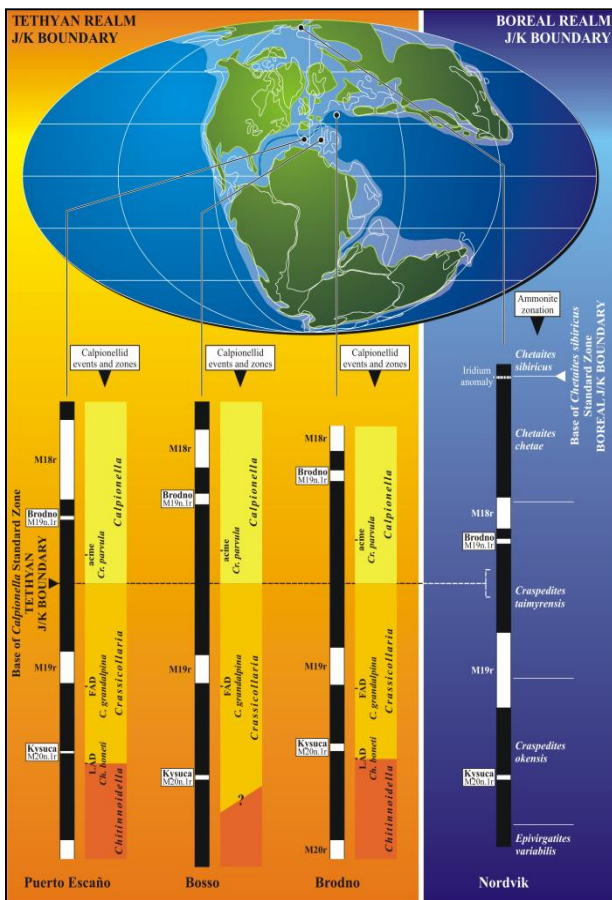 TETHYAN REALM
J/K BOUNDARY
BOREAL REALM
J/K BOUNDARY
Calpionellid
events and zones
Calpionellid
events and zones
Calpionellid
events and zones
Ammonite
zonation
Base of Calpionella Standard Zone
TETHYAN
J/K BOUNDARY
M18r
Brodno
M19n.1r
M19r
Kysuca
M20n.1r
acme
Cr. parvula
Calpionella
FAD
C. grandalpina
Crassicollaria
LAD
Ch. boneti
Chitinnoidella
Puerto Escaño
M18r
Brodno
M19n.1r
M19r
Kysuca
M20n.1r
acme
Cr. parvula
Calpionella
FAD
C. grandalpina
Crassicollaria
?
Bosso
M18r
Brodno
M19n.1r
M19r
Kysuca
M20n.1r
M20r
acme
Cr. parvula
Calpionella
FAD
C. grandalpina
Crassicollaria
LAD
Ch. boneti
Chitinnoidella
Brodno
Iridium
anomaly
M18r
Brodno
M19n.1r
M19r
Kysuca
M20n.1r
Chetaites
sibiricus
Chetaites
chetae
Craspedites
taimyrensis
Craspedites
okensis
Epivirgatites
variabilis
Base of Chetaites sibiricus
Standard Zone
BOREAL J/K BOUNDARY
Nordvik